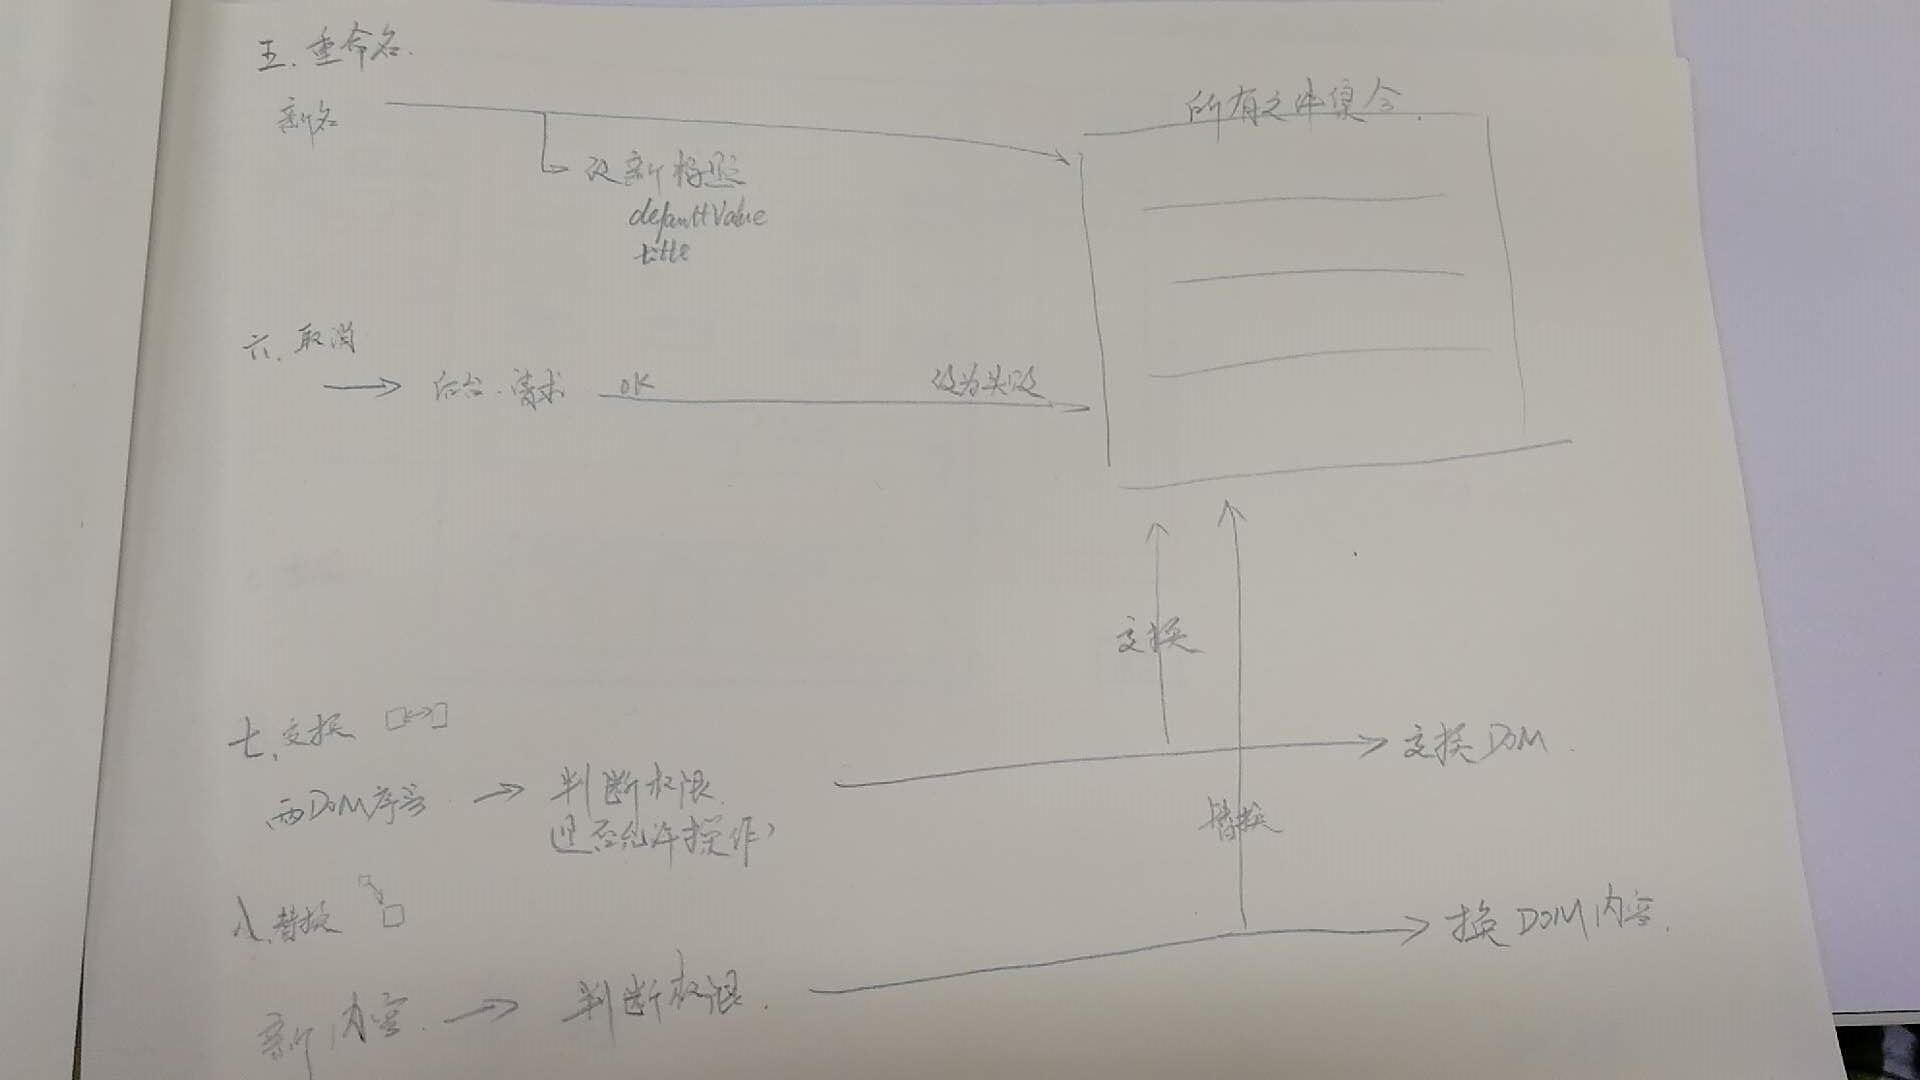 五.重命名.
新名
所有文件集合.
设新标题
defaultValue
title
六.取消
后台.请求 OK 设为失败
交换
七.交换
两DOM序号 判断权限. 交换DOM.
是否允许操作)
替换
八.替换
新内容. 判断权限. 换DOM内容.